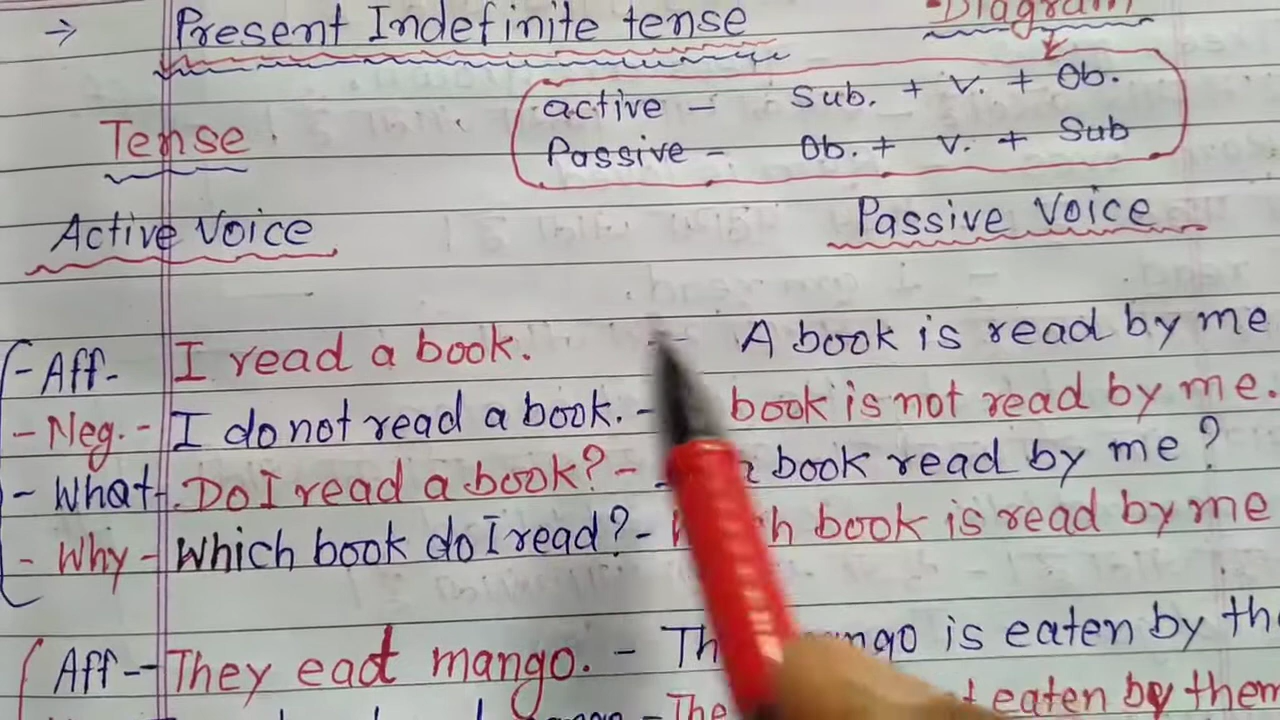 → Present Indefinite tense
Diagram
active - Sub. + V. + Ob.
Passive - Ob. + V. + Sub
Tense
Active Voice
Passive Voice
- Aff- I read a book. - A book is read by me
- Neg. - I do not read a book. - book is not read by me.
- What - Do I read a book? - book read by me?
- Why - Which book do I read? - book is read by me
Aff - They eat mango. - is eaten by
eaten by them